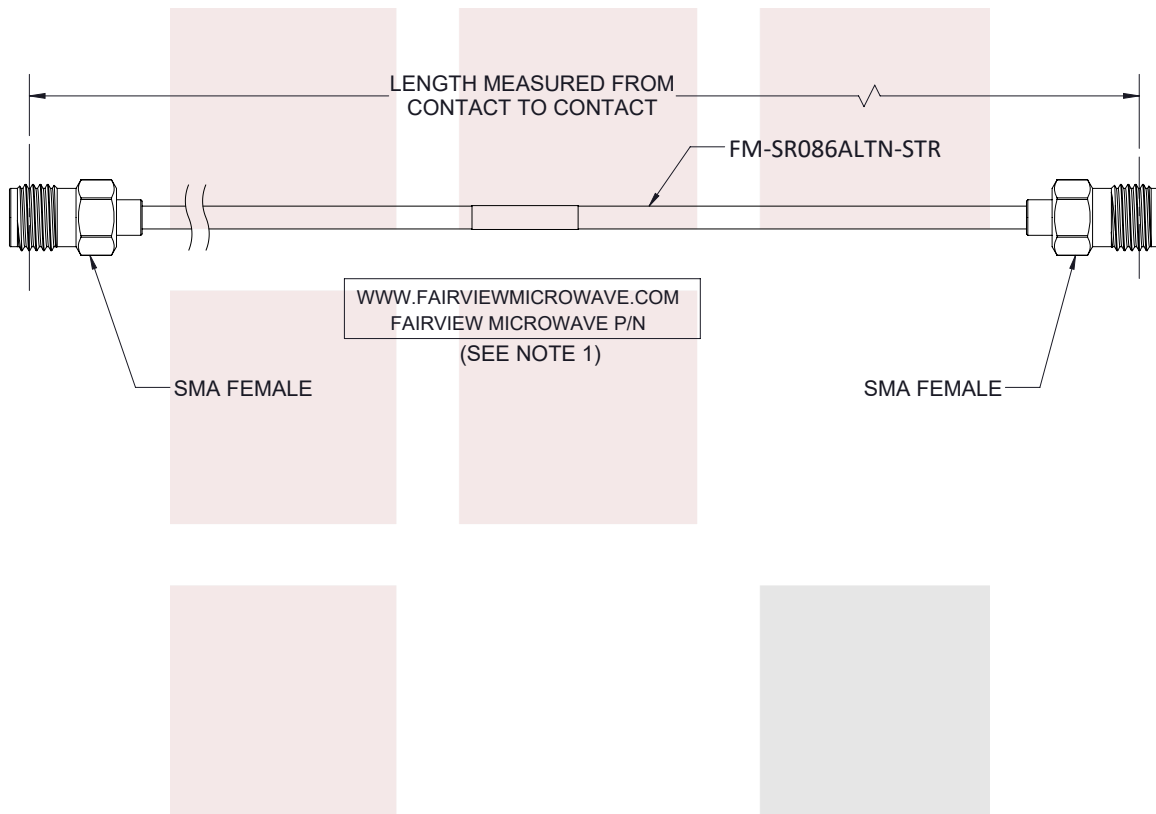 LENGTH MEASURED FROM
CONTACT TO CONTACT
FM-SR086ALTN-STR
WWW.FAIRVIEWMICROWAVE.COM
FAIRVIEW MICROWAVE P/N
(SEE NOTE 1)
SMA FEMALE
SMA FEMALE